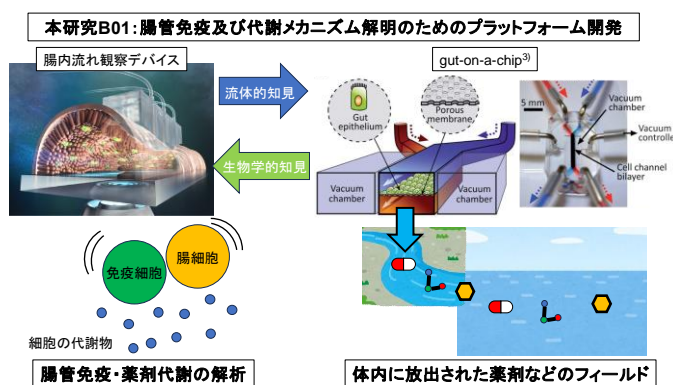 本研究B01：腸管免疫及び代謝メカニズム解明のためのプラットフォーム開発
腸内流れ観察デバイス
流体的知見
生物学的知見
gut-on-a-chip3)
Gut
epithelium
Porous
membrane
Vacuum
chamber
Vacuum
chamber
5 mm
Vacuum
chamber
Vacuum
controller
Cell channel
bilayer
免疫細胞
腸細胞
細胞の代謝物
腸管免疫・薬剤代謝の解析
体内に放出された薬剤などのフィールド